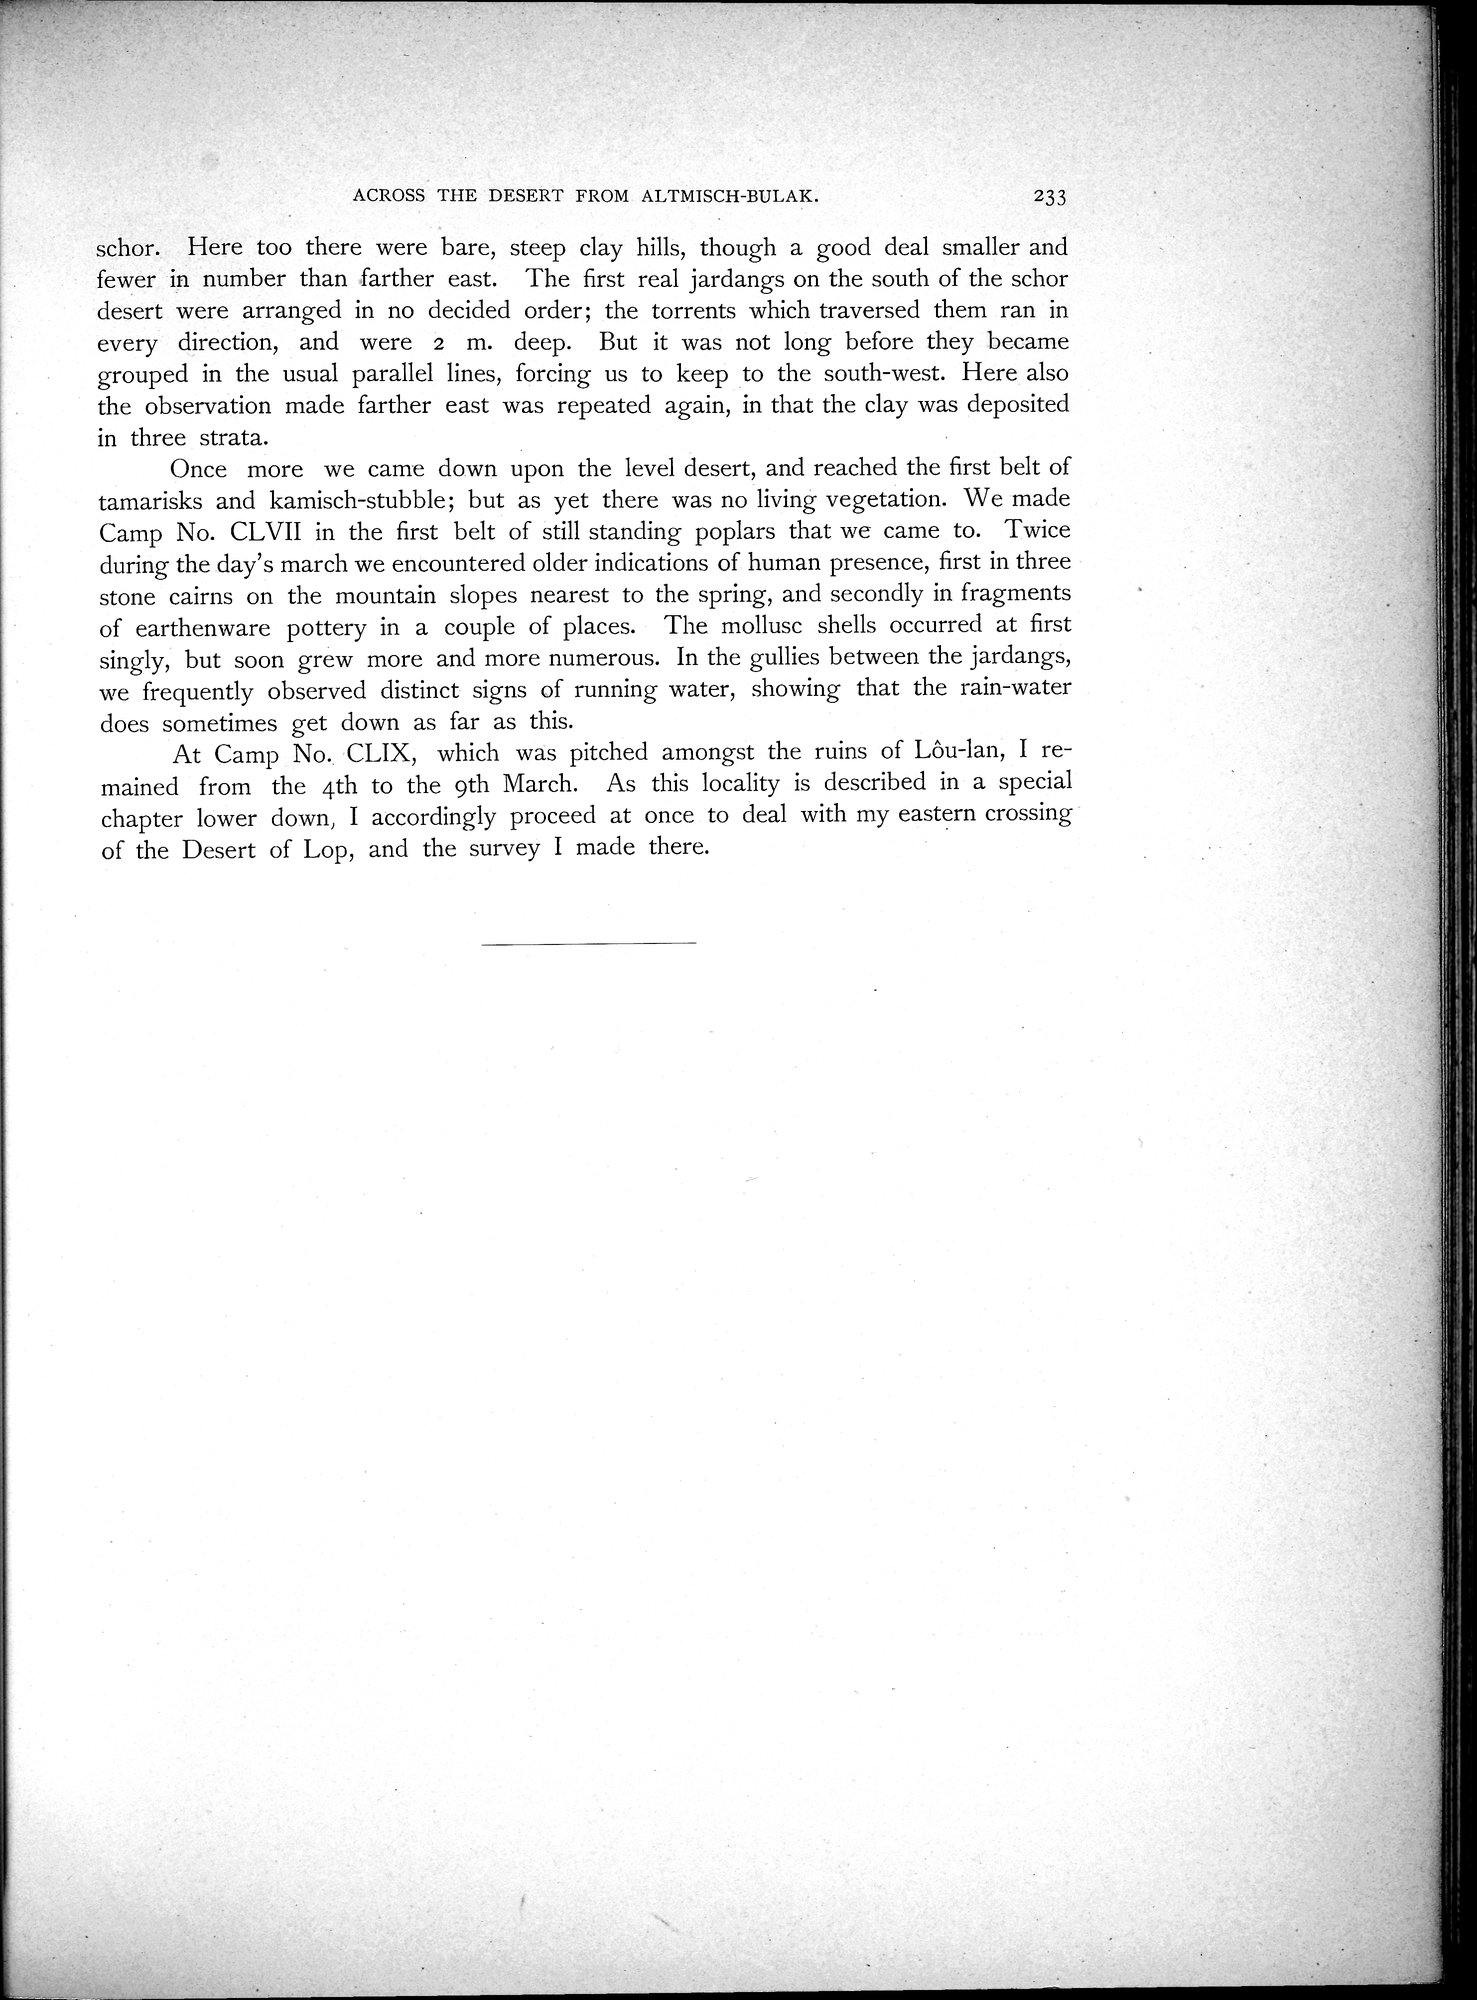 ACROSS THE DESERT FROM ALTMISCH-BULAK. 233
schor. Here too there were bare, steep clay hills, though a good deal smaller and
fewer in number than farther east. The first real jardangs on the south of the schor
desert were arranged in no decided order; the torrents which traversed them ran in
every direction, and were 2 m. deep. But it was not long before they became
grouped in the usual parallel lines, forcing us to keep to the south-west. Here also
the observation made farther east was repeated again, in that the clay was deposited
in three strata.
Once more we came down upon the level desert, and reached the first belt of
tamarisks and kamisch-stubble; but as yet there was no living vegetation. We made
Camp No. CLVII in the first belt of still standing poplars that we came to. Twice
during the day's march we encountered older indications of human presence, first in three
stone cairns on the mountain slopes nearest to the spring, and secondly in fragments
of earthenware pottery in a couple of places. The mollusc shells occurred at first
singly, but soon grew more and more numerous. In the gullies between the jardangs,
we frequently observed distinct signs of running water, showing that the rain-water
does sometimes get down as far as this.
At Camp No. CLIX, which was pitched amongst the ruins of Lôu-lan, I re-
mained from the 4th to the 9th March. As this locality is described in a special
chapter lower down, I accordingly proceed at once to deal with my eastern crossing
of the Desert of Lop, and the survey I made there.